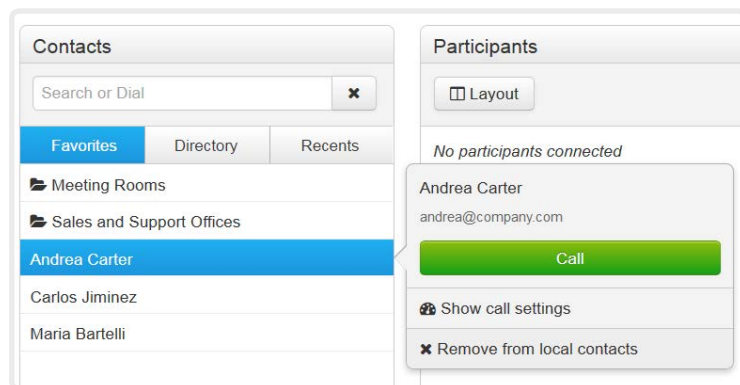 Contacts
Search or Dial
Favorites Directory Recents
Meeting Rooms
Sales and Support Offices
Andrea Carter
Carlos Jiminez
Maria Bartelli
Participants
Layout
No participants connected
Andrea Carter
andrea@company.com
Call
Show call settings
Remove from local contacts